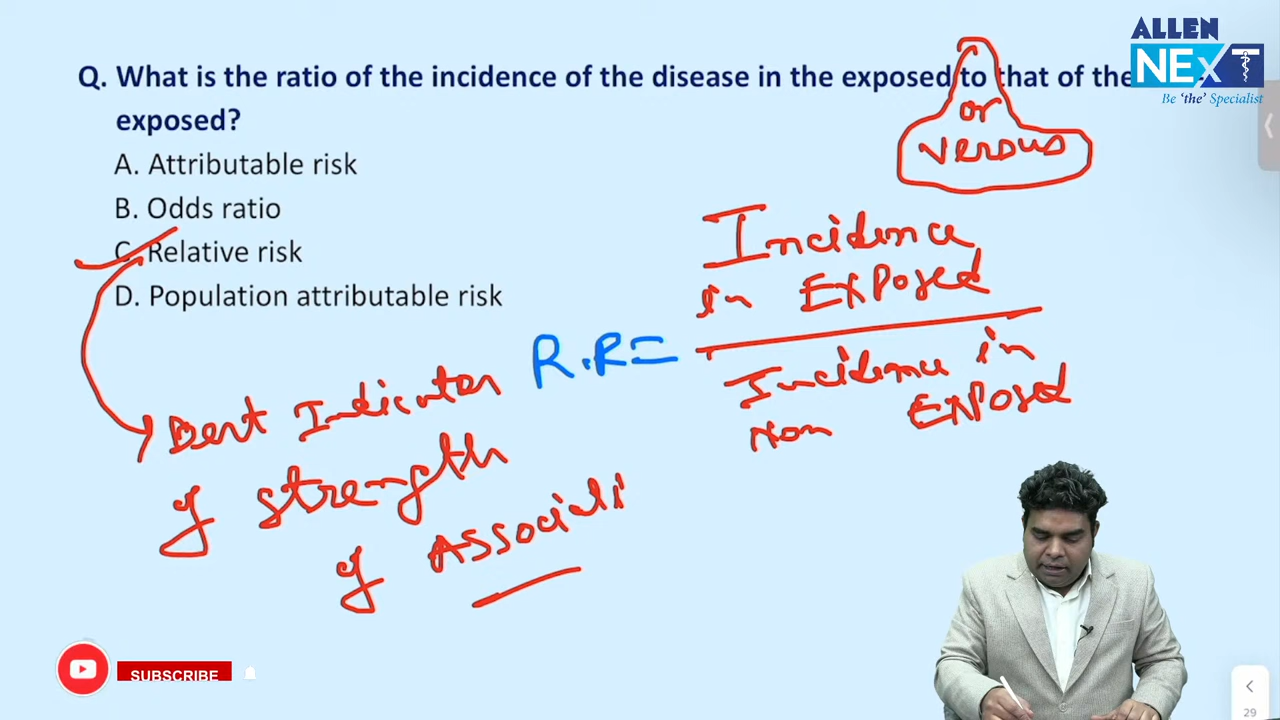 ALLEN
NExT
Be 'the' Specialist
Q. What is the ratio of the incidence of the disease in the exposed to that of the
exposed?
or
versus
A. Attributable risk
B. Odds ratio
C. Relative risk
D. Population attributable risk
R.R =
Incidence
in Exposed
Incidence in
Non Exposed
Best Indicator
of strength
of Associati
SUBSCRIBE
29